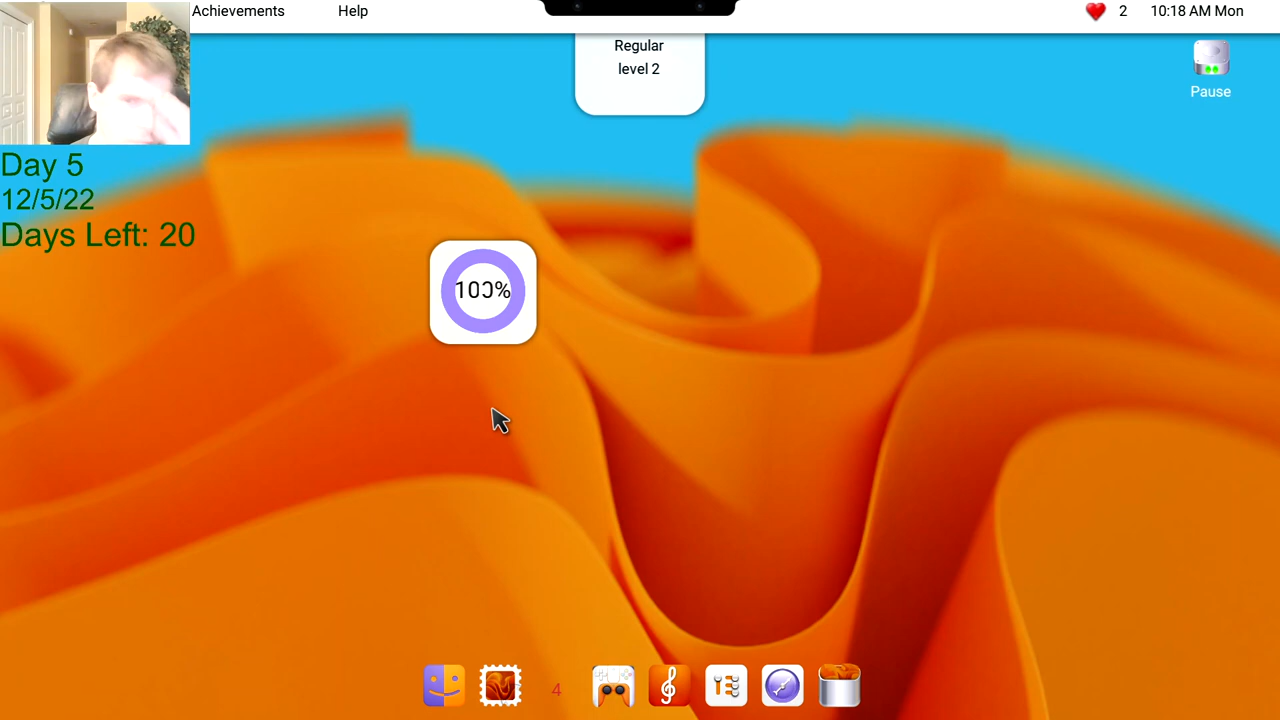 Achievements
Help
2
10:18 AM Mon
Regular
level 2
Pause
Day 5
12/5/22
Days Left: 20
100%
4